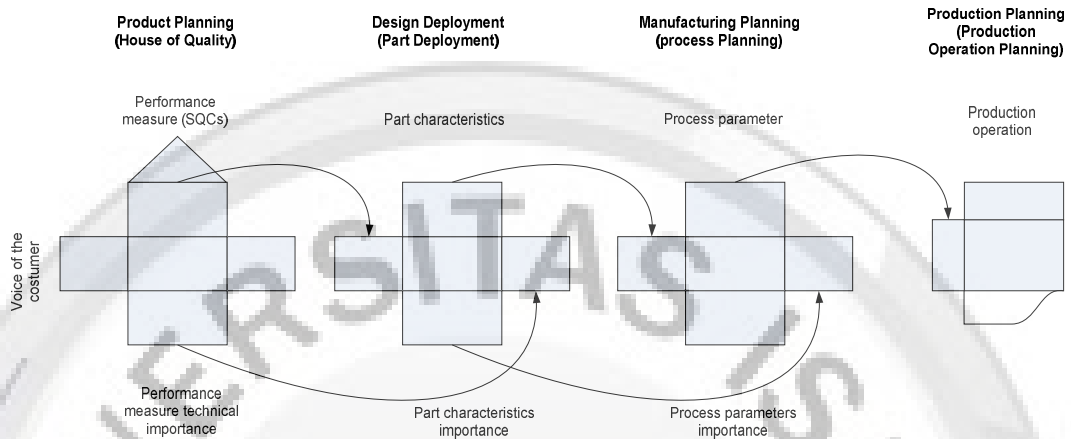 Product Planning
(House of Quality)
Design Deployment
(Part Deployment)
Manufacturing Planning
(process Planning)
Production Planning
(Production
Operation Planning)
Performance
measure (SQCs)
Part characteristics
Process parameter
Production
operation
Voice of the
costumer
Performance
measure technical
importance
Part characteristics
importance
Process parameters
importance
ERSITAS IS